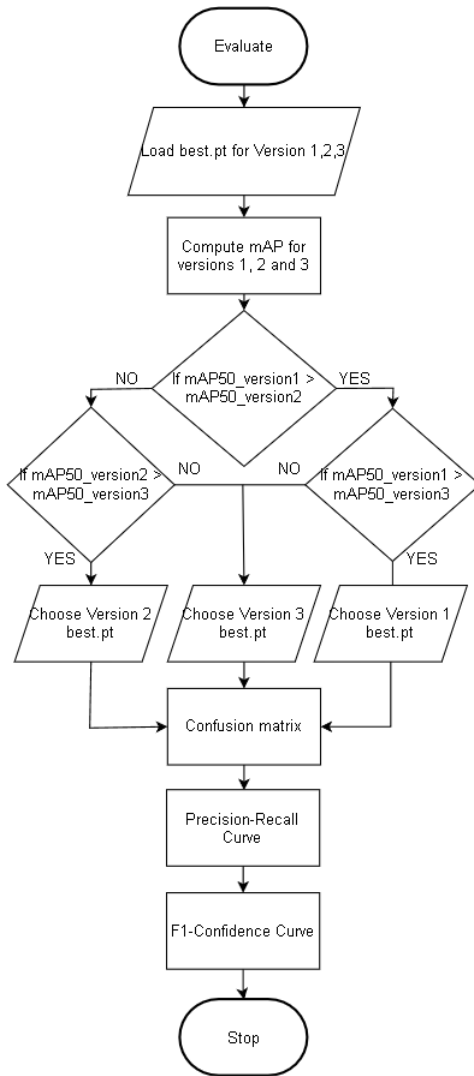 Evaluate
Load best.pt for Version 1,2,3
Compute mAP for
versions 1, 2 and 3
If mAP50_version1 >
mAP50_version2
NO
YES
If mAP50_version2 >
mAP50_version3
NO
NO
If mAP50_version1 >
mAP50_version3
YES
YES
Choose Version 2
best.pt
Choose Version 3
best.pt
Choose Version 1
best.pt
Confusion matrix
Precision-Recall
Curve
F1-Confidence Curve
Stop